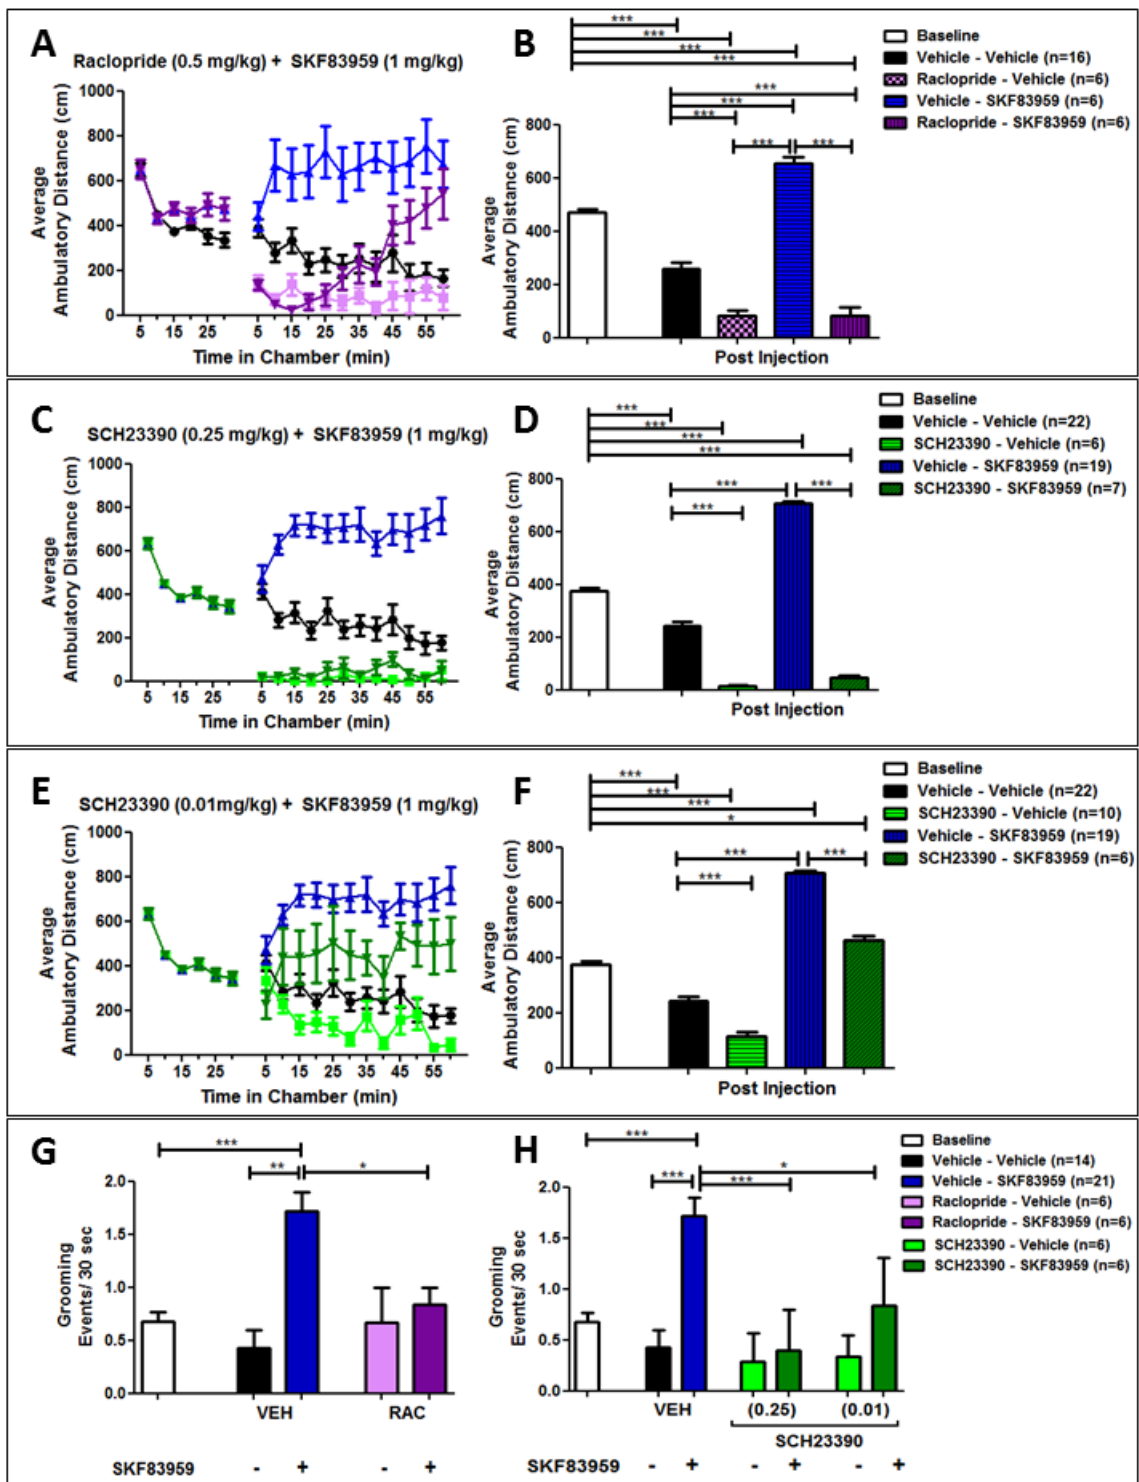 A
Raclopride (0.5 mg/kg) + SKF83959 (1 mg/kg)
Average
Ambulatory Distance (cm)
1000
800
600
400
200
0
5 15 25 5 15 25 35 45 55
Time in Chamber (min)
B
*** 
***
***
***
***
***
***
*** ***
Average
Ambulatory Distance (cm)
800
600
400
200
0
Post Injection
Baseline
Vehicle - Vehicle (n=16)
Raclopride - Vehicle (n=6)
Vehicle - SKF83959 (n=6)
Raclopride - SKF83959 (n=6)
C
SCH23390 (0.25 mg/kg) + SKF83959 (1 mg/kg)
Average
Ambulatory Distance (cm)
1000
800
600
400
200
0
5 15 25 5 15 25 35 45 55
Time in Chamber (min)
D
***
***
***
***
*** ***
***
Average
Ambulatory Distance (cm)
800
600
400
200
0
Post Injection
Baseline
Vehicle - Vehicle (n=22)
SCH23390 - Vehicle (n=6)
Vehicle - SKF83959 (n=19)
SCH23390 - SKF83959 (n=7)
E
SCH23390 (0.01mg/kg) + SKF83959 (1 mg/kg)
Average
Ambulatory Distance (cm)
1000
800
600
400
200
0
5 15 25 5 15 25 35 45 55
Time in Chamber (min)
F
***
***
***
*
*** ***
***
Average
Ambulatory Distance (cm)
800
600
400
200
0
Post Injection
Baseline
Vehicle - Vehicle (n=22)
SCH23390 - Vehicle (n=10)
Vehicle - SKF83959 (n=19)
SCH23390 - SKF83959 (n=6)
G
***
** *
Grooming
Events/ 30 sec
2.0
1.5
1.0
0.5
0.0
VEH RAC
SKF83959 - + - +
H
***
*** *
***
Grooming
Events/ 30 sec
2.0
1.5
1.0
0.5
0.0
VEH (0.25) (0.01)
SCH23390
SKF83959 - + - + - +
Baseline
Vehicle - Vehicle (n=14)
Vehicle - SKF83959 (n=21)
Raclopride - Vehicle (n=6)
Raclopride - SKF83959 (n=6)
SCH23390 - Vehicle (n=6)
SCH23390 - SKF83959 (n=6)